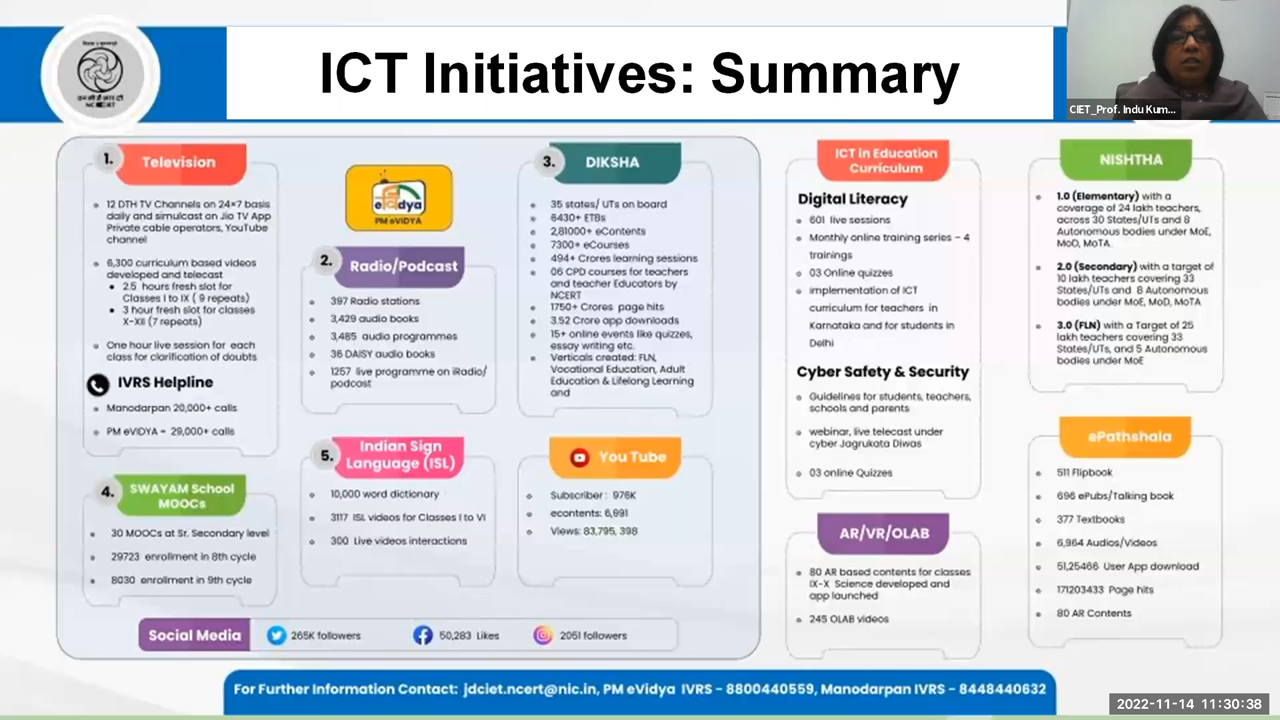 ICT Initiatives: Summary
CIET_Prof. Indu Kum...
1.
Television
12 DTH TV Channels on 24×7 basis
daily and simulcast on Jio TV App
Private cable operators, YouTube
channel
6,300 curriculum based videos
developed and telecast
2.5 hours fresh slot for
Classes I to IX ( 9 repeats)
3 hour fresh slot for classes
X-XII (7 repeats)
One hour live session for each
class for clarification of doubts
IVRS Helpline
Manodarpan 20,000+ calls
PM eVIDYA - 29,000+ calls
PM eVIDYA
2.
Radio/Podcast
397 Radio stations
3,429 audio books
3,485 audio programmes
36 DAISY audio books
1257 live programme on iRadio/
podcast
3.
DIKSHA
35 states/ UTs on board
6430+ ETBs
2,81000+ eContents
7300+ eCourses
494+ Crores learning sessions
06 CPD courses for teachers
and teacher Educators by
NCERT
1750+ Crores page hits
3.52 Crore app downloads
15+ online events like quizzes,
essay writing etc.
Verticals created: FLN,
Vocational Education, Adult
Education & Lifelong Learning
and
4.
SWAYAM School
MOOCs
30 MOOCs at Sr. Secondary level
29723 enrollment in 8th cycle
8030 enrollment in 9th cycle
5.
Indian Sign
Language (ISL)
10,000 word dictionary
3117 ISL videos for Classes I to VI
300 Live videos interactions
You Tube
Subscriber : 976K
econtents: 6,991
Views: 83,795, 398
Social Media
265K followers
50,283 Likes
2051 followers
ICT in Education
Curriculum
Digital Literacy
601 live sessions
Monthly online training series - 4
trainings
03 Online quizzes
implementation of ICT
curriculum for teachers in
Karnataka and for students in
Delhi
Cyber Safety & Security
Guidelines for students, teachers,
schools and parents
webinar, live telecast under
cyber Jagrukata Diwas
03 online Quizzes
AR/VR/OLAB
80 AR based contents for classes
IX-X Science developed and
app launched
245 OLAB videos
NISHTHA
1.0 (Elementary) with a
coverage of 24 lakh teachers,
across 30 States/UTs and 8
Autonomous bodies under MoE,
MoD, MoTA.
2.0 (Secondary) with a target of
10 lakh teachers covering 33
States/UTs and 8 Autonomous
bodies under MoE, MoD, MoTA
3.0 (FLN) with a Target of 25
lakh teachers covering 33
States/UTs, and 5 Autonomous
bodies under MoE
ePathshala
511 Flipbook
696 ePubs/Talking book
377 Textbooks
6,964 Audios/Videos
51,25466 User App download
171203433 Page hits
80 AR Contents
For Further Information Contact: jdciet.ncert@nic.in, PM eVidya IVRS - 8800440559, Manodarpan IVRS - 8448440632
2022-11-14 11:30:38